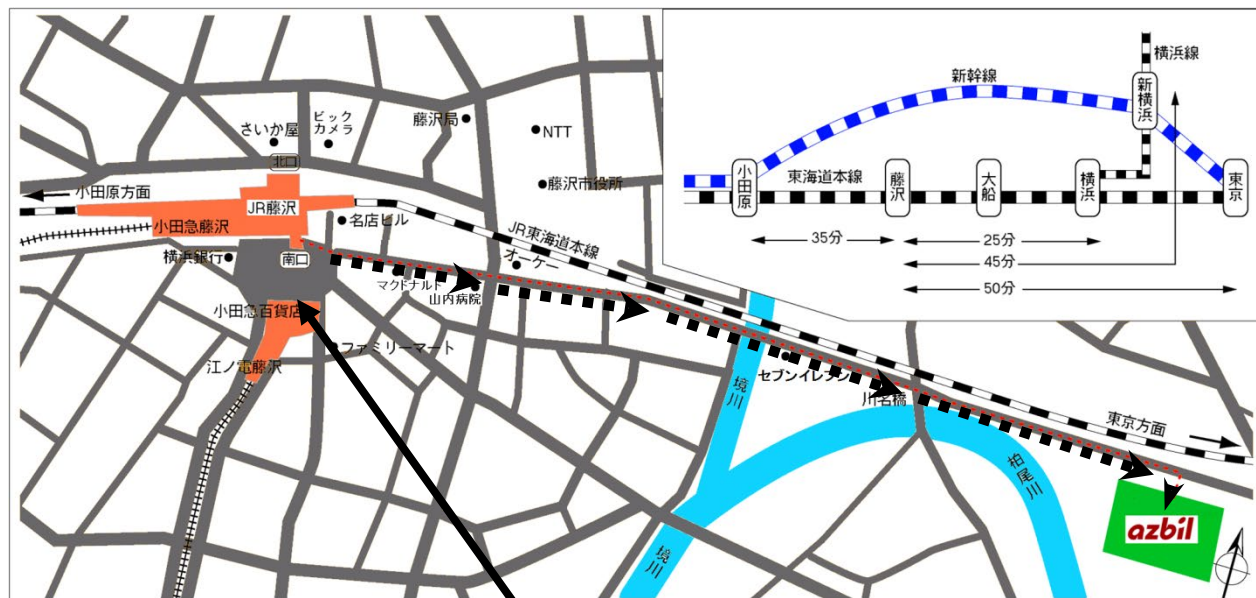 さいか屋
ビック
カメラ
藤沢局
NTT
藤沢市役所
北口
小田原方面
JR藤沢
小田急藤沢
名店ビル
JR東海道本線
横浜銀行
南口
マクドナルド
山内病院
オーケー
小田急百貨店
ファミリーマート
江ノ電藤沢
境川
セブンイレブン
川名橋
東京方面
柏尾川
境川
azbil
横浜線
新幹線
新横浜
小田原
東海道本線
藤沢
大船
横浜
東京
35分
25分
45分
50分